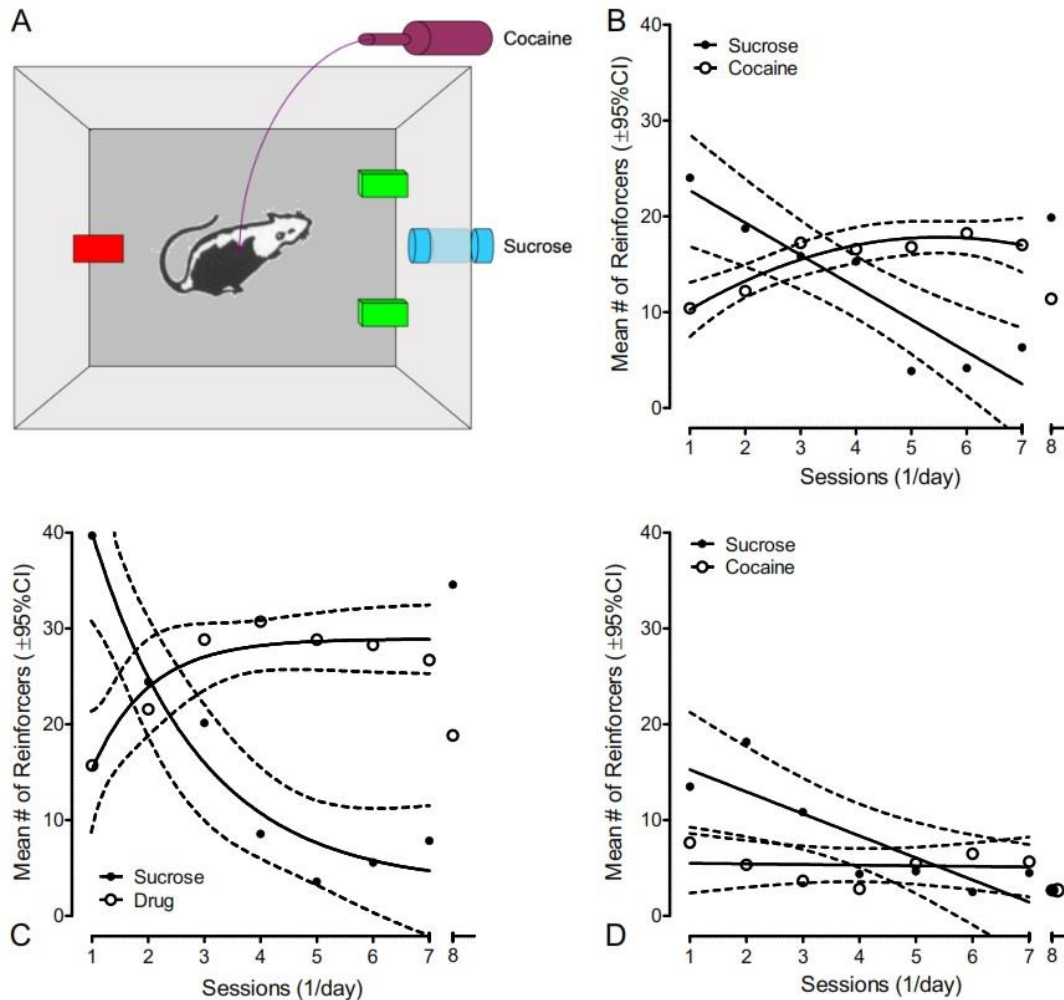 A
Cocaine
Sucrose
B
Mean # of Reinforcers (±95%CI)
40
30
20
10
0
Sucrose
Cocaine
1 2 3 4 5 6 7 8
Sessions (1/day)
C
Mean # of Reinforcers (±95%CI)
40
30
20
10
0
Sucrose
Drug
1 2 3 4 5 6 7 8
Sessions (1/day)
D
Mean # of Reinforcers (±95%CI)
40
30
20
10
0
Sucrose
Cocaine
1 2 3 4 5 6 7 8
Sessions (1/day)